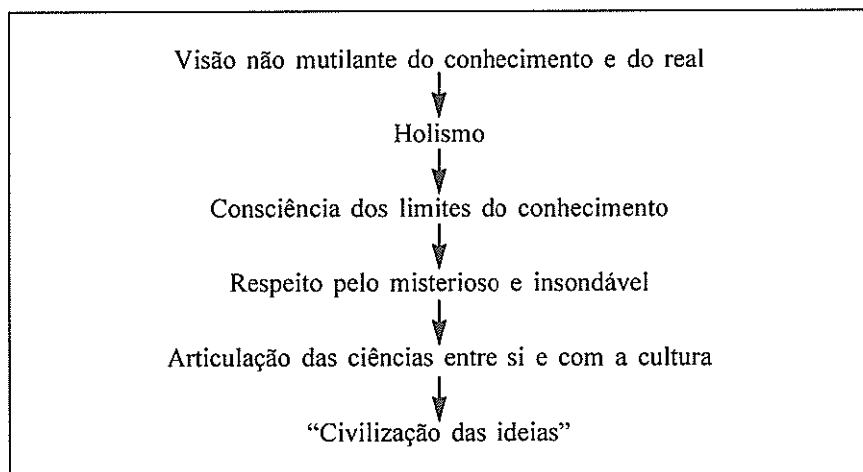 Visão não mutilante do conhecimento e do real
Holismo
Consciência dos limites do conhecimento
Respeito pelo misterioso e insondável
Articulação das ciências entre si e com a cultura
“Civilização das ideias”